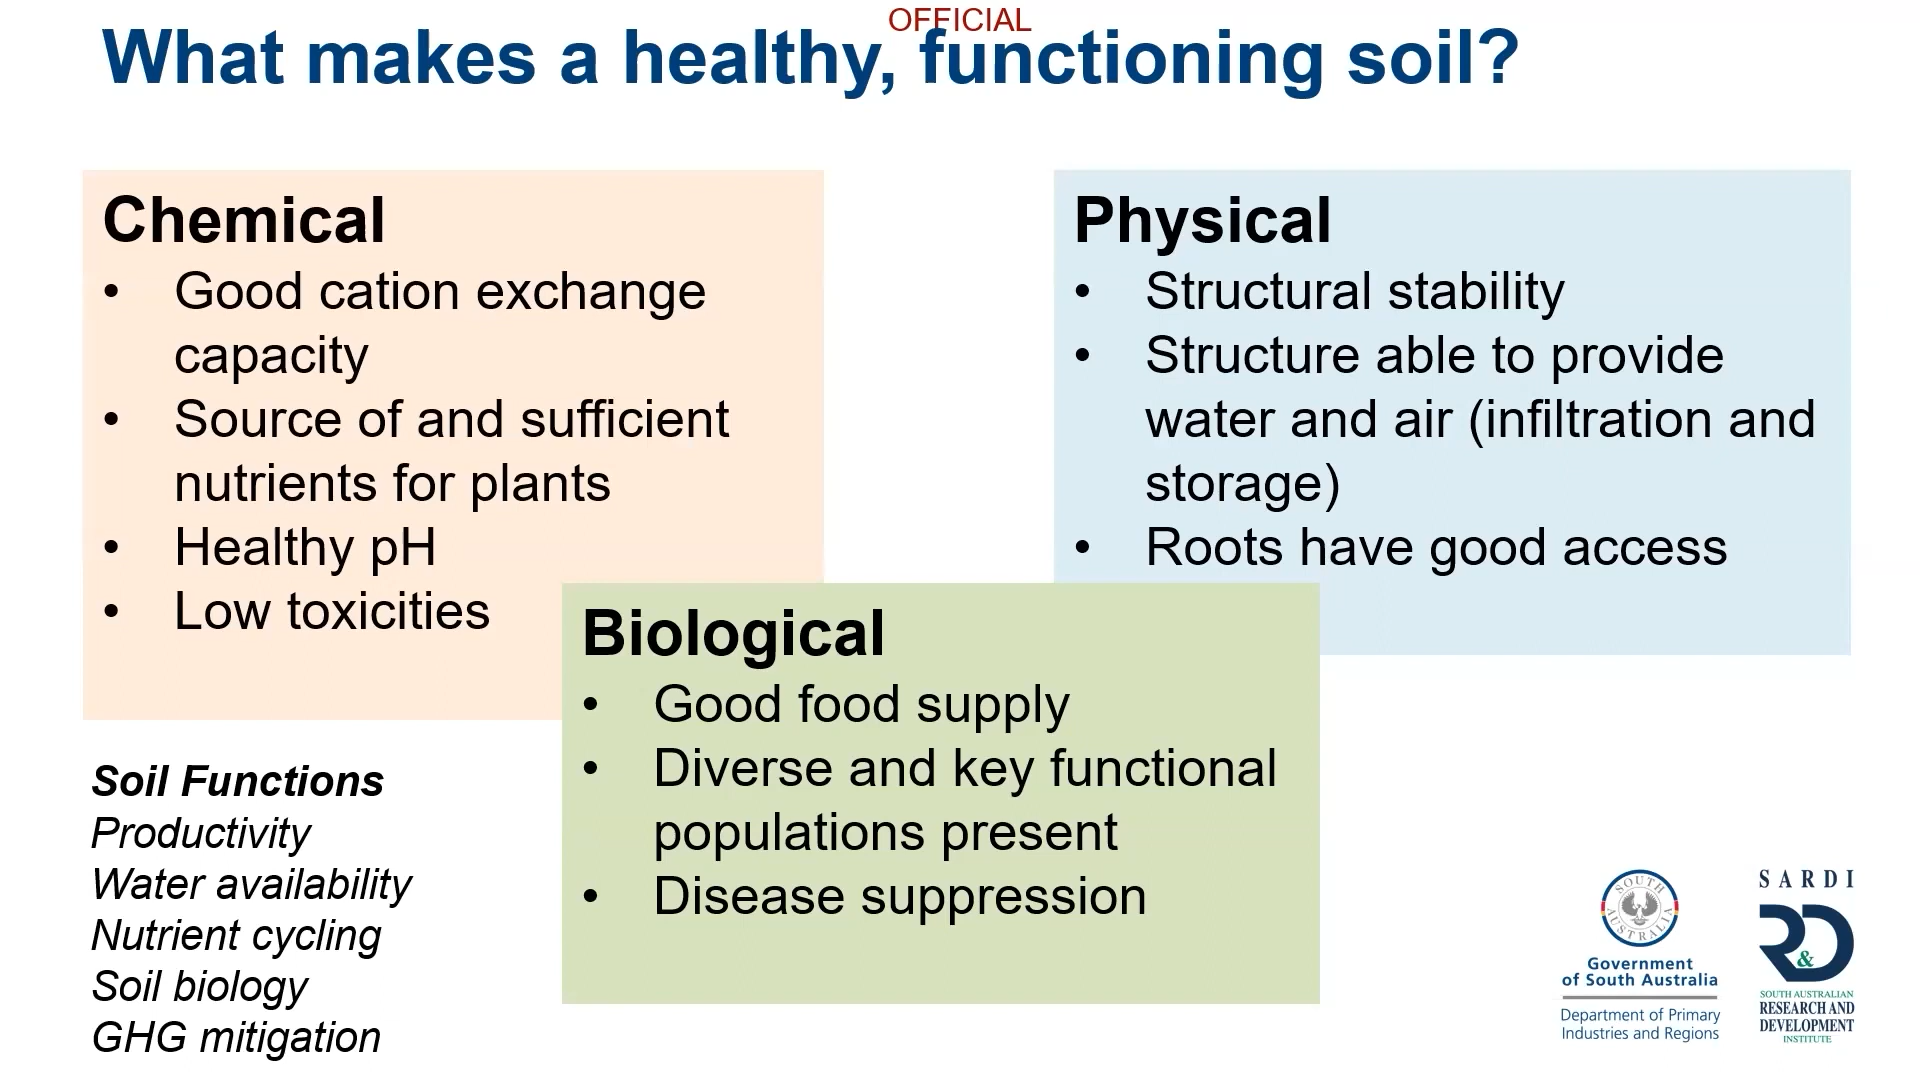 OFFICIAL
What makes a healthy, functioning soil?
Chemical
• Good cation exchange
capacity
• Source of and sufficient
nutrients for plants
• Healthy pH
• Low toxicities
Physical
• Structural stability
• Structure able to provide
water and air (infiltration and
storage)
• Roots have good access
Biological
• Good food supply
• Diverse and key functional
populations present
• Disease suppression
Soil Functions
Productivity
Water availability
Nutrient cycling
Soil biology
GHG mitigation
SOUTH AUSTRALIA
Government
of South Australia
Department of Primary
Industries and Regions
SARDI
R&D
SOUTH AUSTRALIAN
RESEARCH AND
DEVELOPMENT
INSTITUTE